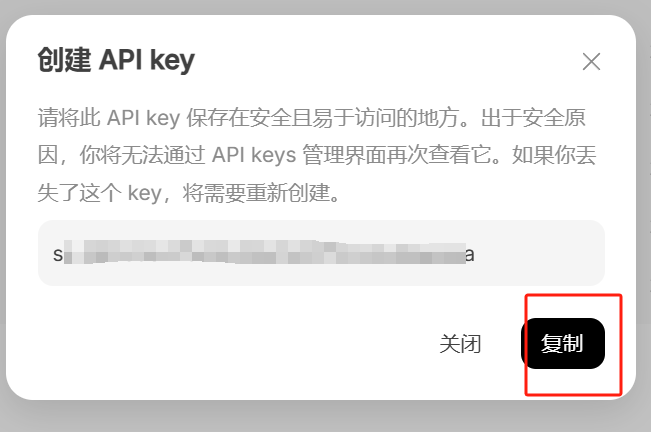 创建 API key
请将此 API key 保存在安全且易于访问的地方。出于安全原
因，你将无法通过 API keys 管理界面再次查看它。如果你丢
失了这个 key，将需要重新创建。
s a
关闭
复制